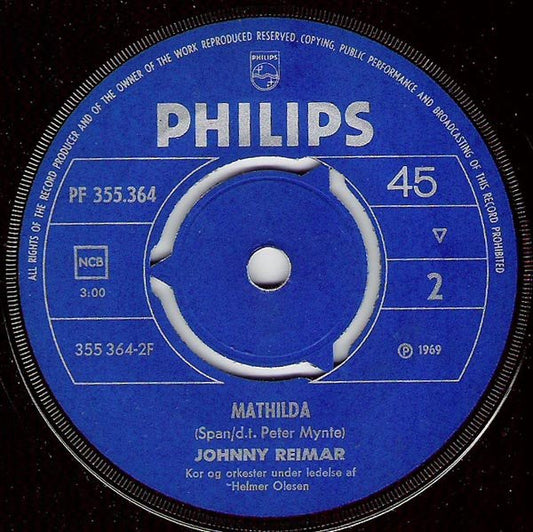 ALL RIGHTS OF THE RECORD PRODUCER AND OF THE OWNER OF THE WORK REPRODUCED RESERVED. COPYING, PUBLIC PERFORMANCE AND BROADCASTING OF THIS RECORD PROHIBITED
PHILIPS
PHILIPS
PF 355.364
45
NCB
3:00
2
355 364-2F
℗ 1969
MATHILDA
(Span/d.t. Peter Mynte)
JOHNNY REIMAR
Kor og orkester under ledelse af
Helmer Olesen